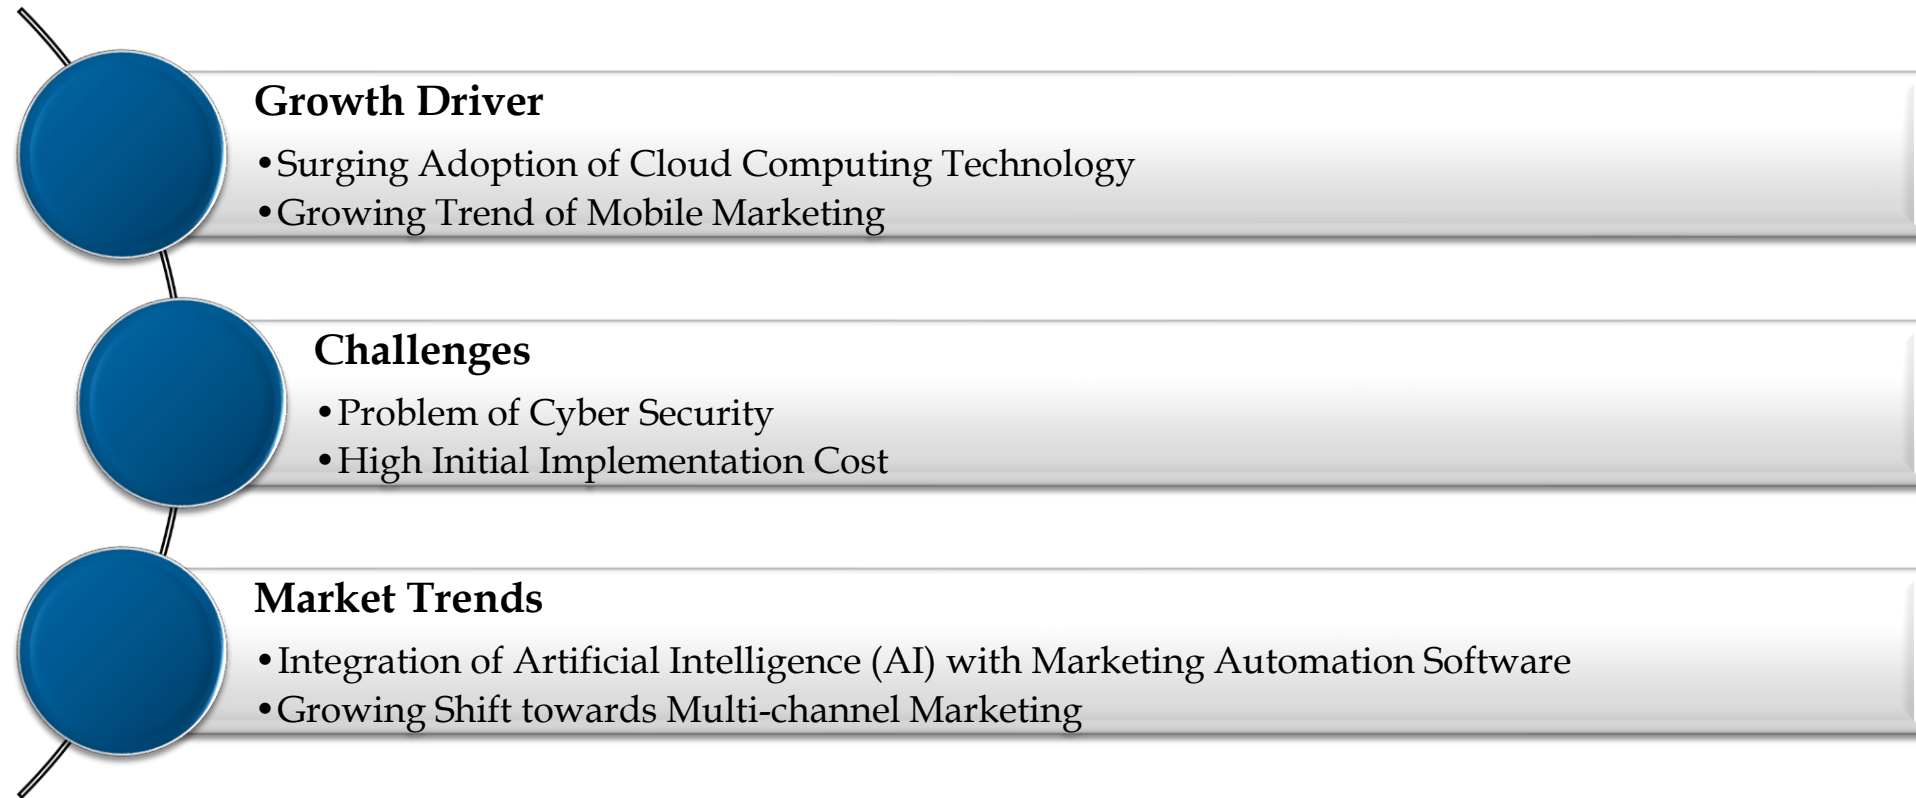 Growth Driver
•Surging Adoption of Cloud Computing Technology
•Growing Trend of Mobile Marketing
Challenges
•Problem of Cyber Security
•High Initial Implementation Cost
Market Trends
•Integration of Artificial Intelligence (AI) with Marketing Automation Software
•Growing Shift towards Multi-channel Marketing